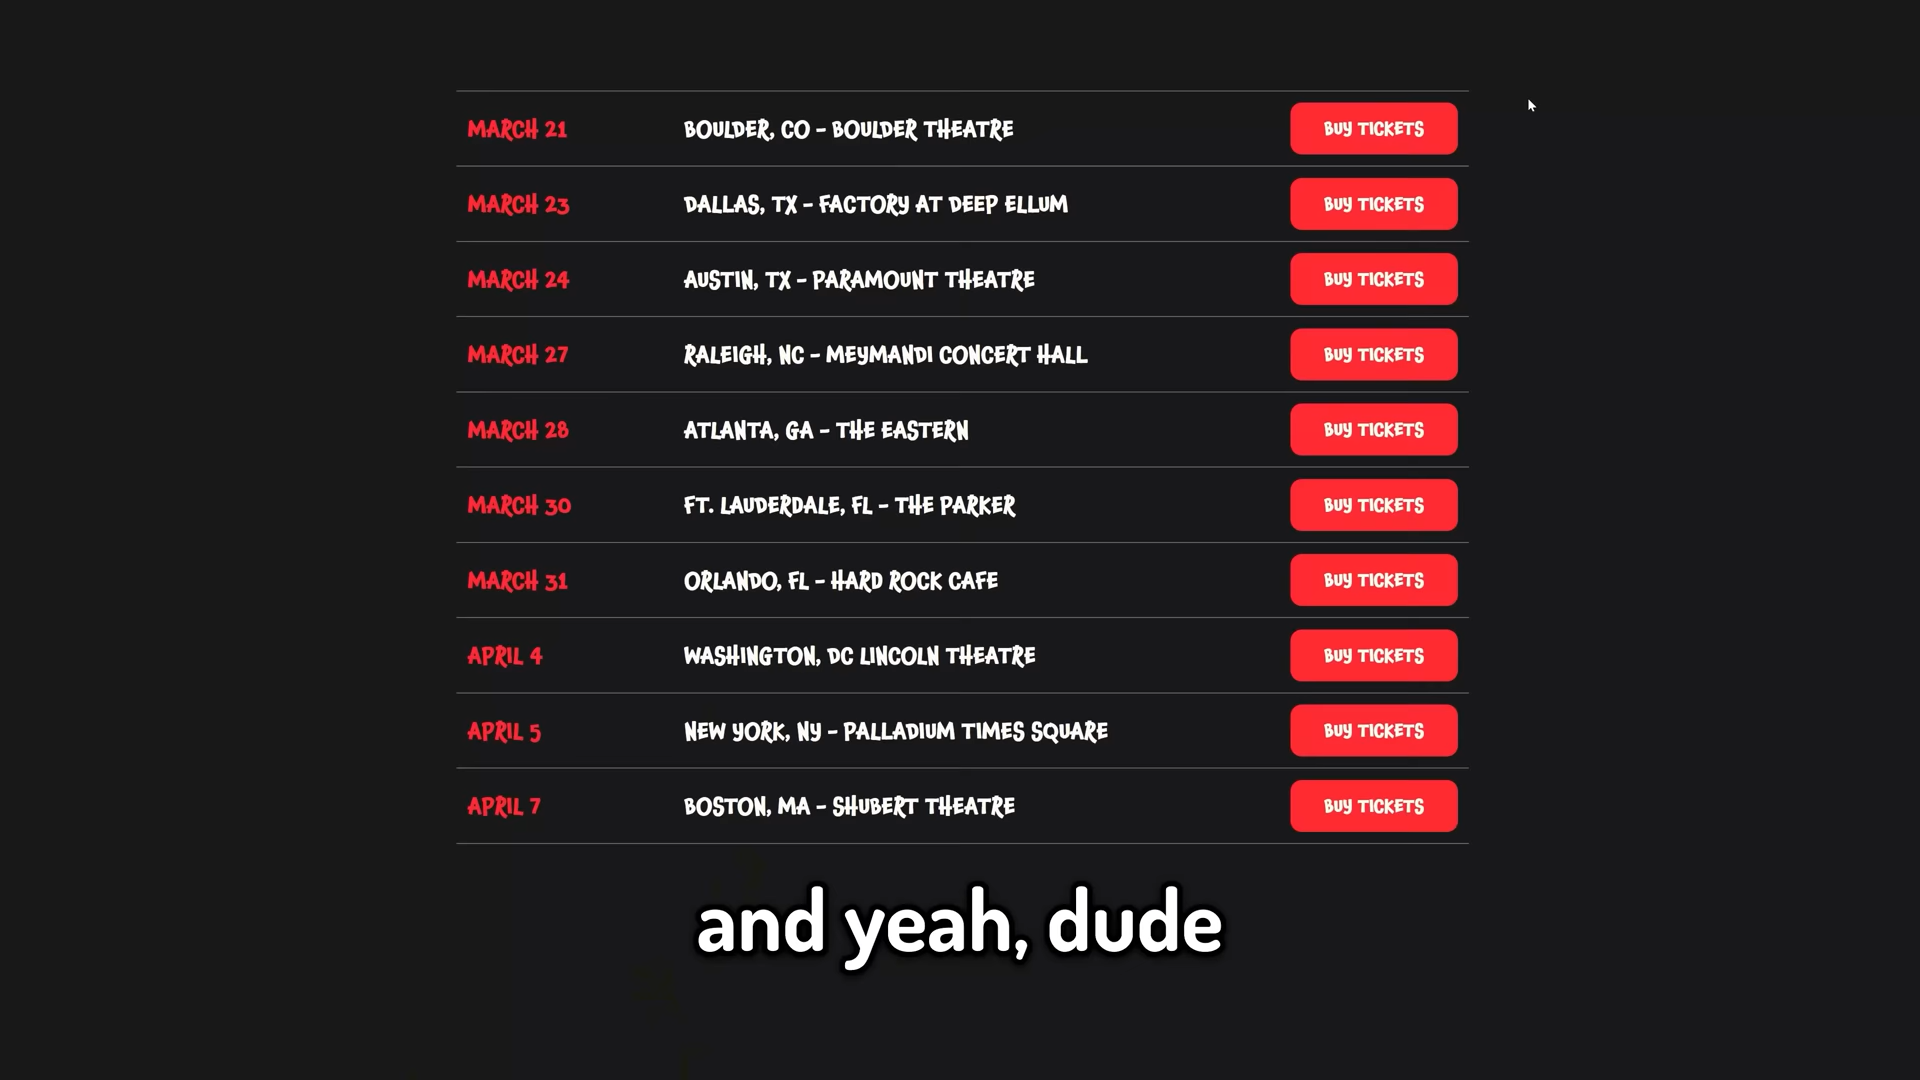 MARCH 21 BOULDER, CO - BOULDER THEATRE BUY TICKETS
MARCH 23 DALLAS, TX - FACTORY AT DEEP ELLUM BUY TICKETS
MARCH 24 AUSTIN, TX - PARAMOUNT THEATRE BUY TICKETS
MARCH 27 RALEIGH, NC - MEYMANDI CONCERT HALL BUY TICKETS
MARCH 28 ATLANTA, GA - THE EASTERN BUY TICKETS
MARCH 30 FT. LAUDERDALE, FL - THE PARKER BUY TICKETS
MARCH 31 ORLANDO, FL - HARD ROCK CAFE BUY TICKETS
APRIL 4 WASHINGTON, DC LINCOLN THEATRE BUY TICKETS
APRIL 5 NEW YORK, NY - PALLADIUM TIMES SQUARE BUY TICKETS
APRIL 7 BOSTON, MA - SHUBERT THEATRE BUY TICKETS
and yeah, dude